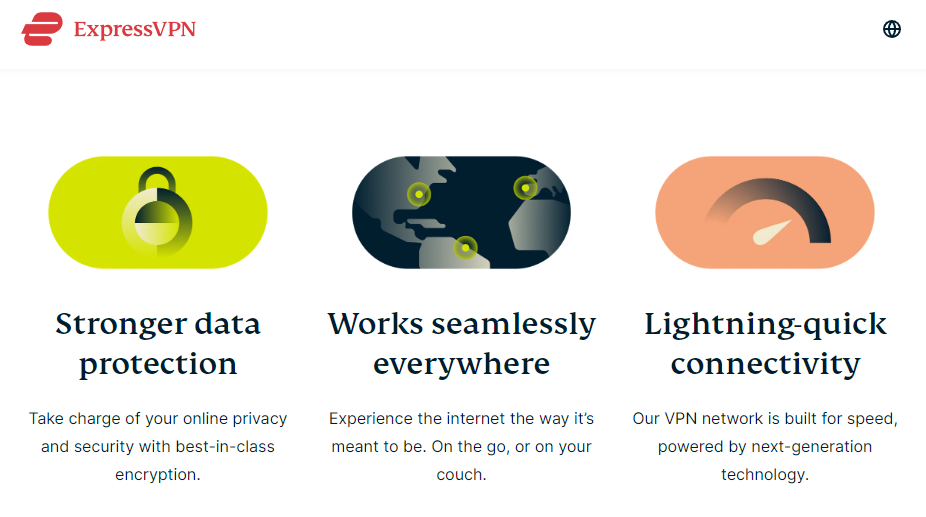 ExpressVPN
Stronger data
protection
Take charge of your online privacy
and security with best-in-class
encryption.
Works seamlessly
everywhere
Experience the internet the way it’s
meant to be. On the go, or on your
couch.
Lightning-quick
connectivity
Our VPN network is built for speed,
powered by next-generation
technology.